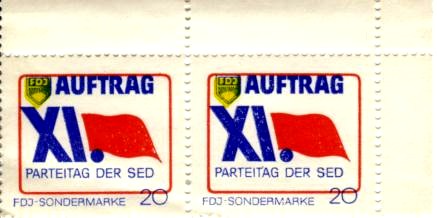 FDJ AUFTRAG
XI.
PARTEITAG DER SED
FDJ-SONDERMARKE 20
FDJ AUFTRAG
XI.
PARTEITAG DER SED
FDJ-SONDERMARKE 20